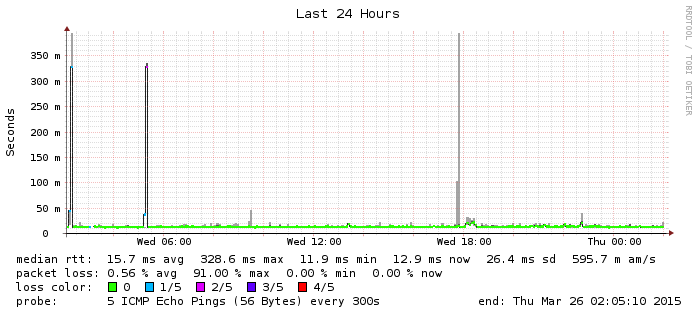 Last 24 Hours
RRDTOOL / TOBI OETIKER
Seconds
350 m
300 m
250 m
200 m
150 m
100 m
50 m
0
Wed 06:00 Wed 12:00 Wed 18:00 Thu 00:00
median rtt: 15.7 ms avg 328.6 ms max 11.9 ms min 12.9 ms now 26.4 ms sd 595.7 m am/s
packet loss: 0.56 % avg 91.00 % max 0.00 % min 0.00 % now
loss color: 0 1/5 2/5 3/5 4/5
probe: 5 ICMP Echo Pings (56 Bytes) every 300s end: Thu Mar 26 02:05:10 2015